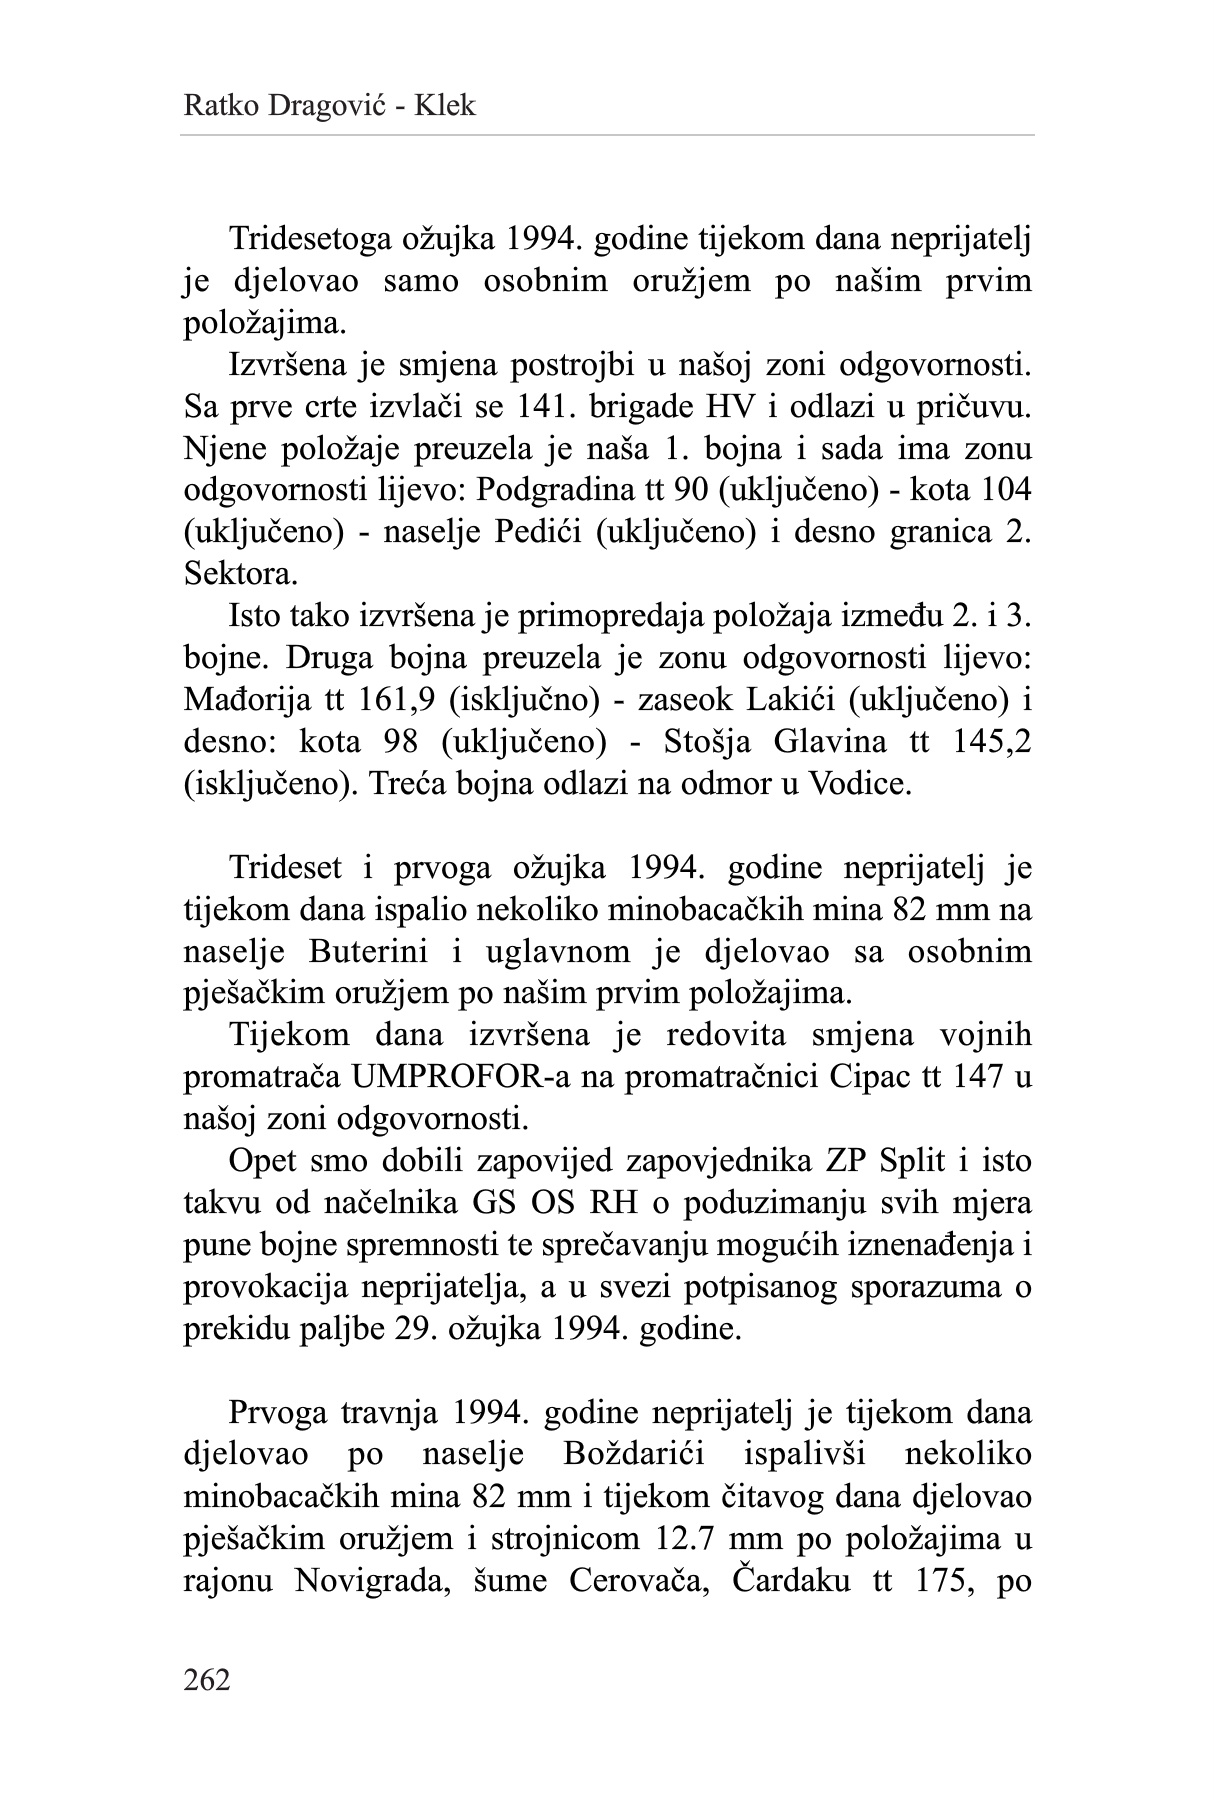 Ratko Dragović - Klek
Tridesetoga ožujka 1994. godine tijekom dana neprijatelj
je djelovao samo osobnim oružjem po našim prvim
položajima.
Izvršena je smjena postrojbi u našoj zoni odgovornosti.
Sa prve crte izvlači se 141. brigade HV i odlazi u pričuvu.
Njene položaje preuzela je naša 1. bojna i sada ima zonu
odgovornosti lijevo: Podgradina tt 90 (uključeno) - kota 104
(uključeno) - naselje Pedići (uključeno) i desno granica 2.
Sektora.
Isto tako izvršena je primopredaja položaja između 2. i 3.
bojne. Druga bojna preuzela je zonu odgovornosti lijevo:
Mađorija tt 161,9 (isključno) - zaseok Lakići (uključeno) i
desno: kota 98 (uključeno) - Stošja Glavina tt 145,2
(isključeno). Treća bojna odlazi na odmor u Vodice.
Trideset i prvoga ožujka 1994. godine neprijatelj je
tijekom dana ispalio nekoliko minobacačkih mina 82 mm na
naselje Buterini i uglavnom je djelovao sa osobnim
pješačkim oružjem po našim prvim položajima.
Tijekom dana izvršena je redovita smjena vojnih
promatrača UMPROFOR-a na promatračnici Cipac tt 147 u
našoj zoni odgovornosti.
Opet smo dobili zapovijed zapovjednika ZP Split i isto
takvu od načelnika GS OS RH o poduzimanju svih mjera
pune bojne spremnosti te sprečavanju mogućih iznenađenja i
provokacija neprijatelja, a u svezi potpisanog sporazuma o
prekidu paljbe 29. ožujka 1994. godine.
Prvoga travnja 1994. godine neprijatelj je tijekom dana
djelovao po naselje Boždarići ispalivši nekoliko
minobacačkih mina 82 mm i tijekom čitavog dana djelovao
pješačkim oružjem i strojnicom 12.7 mm po položajima u
rajonu Novigrada, šume Cerovača, Čardaku tt 175, po
262